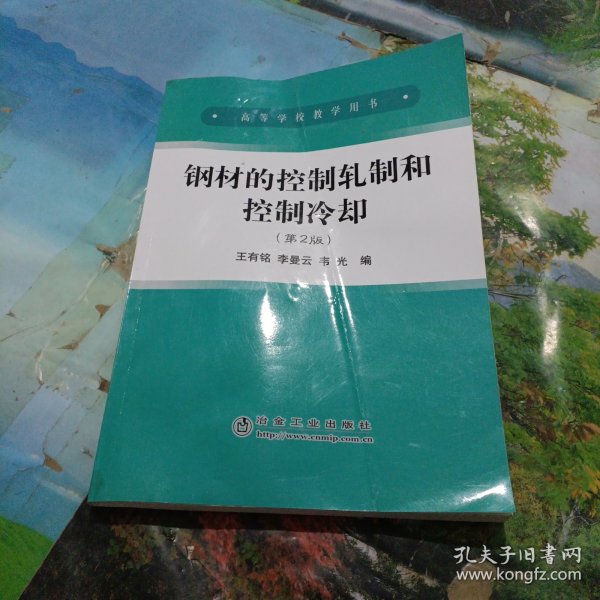 高等学校教学用书
钢材的控制轧制和
控制冷却
（第2版）
王有铭 李曼云 韦光 编
冶金工业出版社
http://www.cnmip.com.cn
孔夫子旧书网
www.kongfz.com